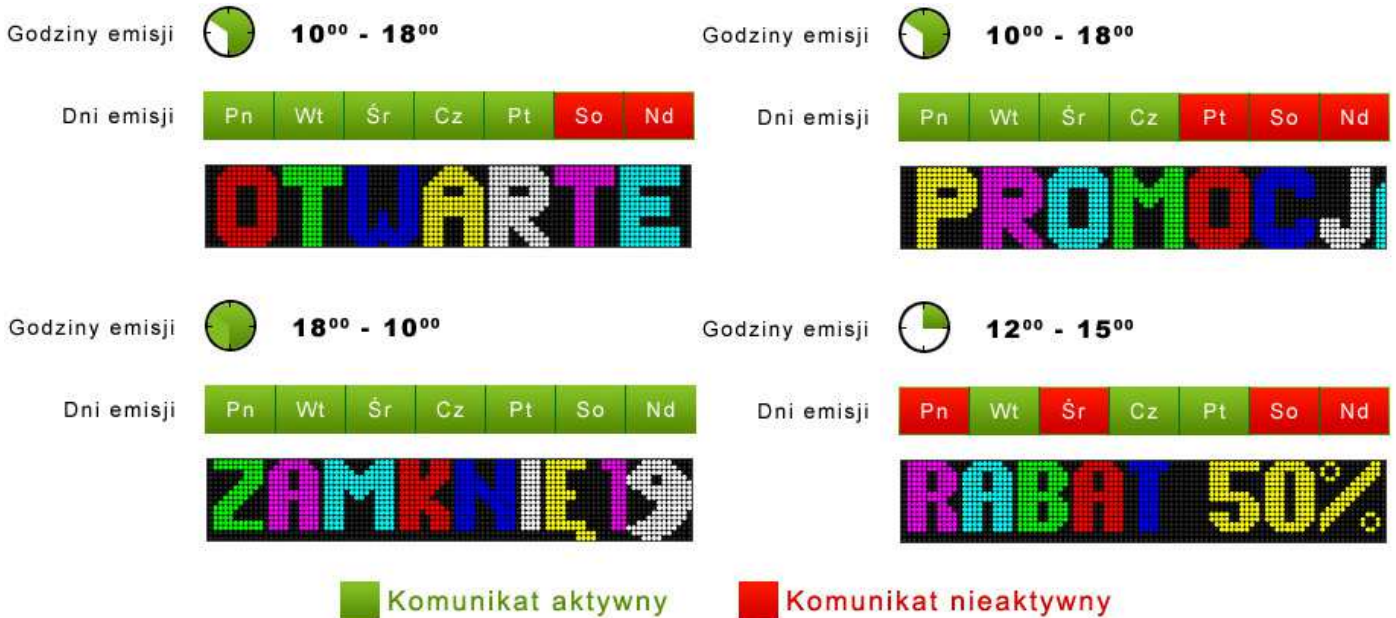 Godziny emisji 10⁰⁰ - 18⁰⁰
Dni emisji Pn Wt Śr Cz Pt So Nd
OTWARTE
Godziny emisji 10⁰⁰ - 18⁰⁰
Dni emisji Pn Wt Śr Cz Pt So Nd
PROMOCJ
Godziny emisji 18⁰⁰ - 10⁰⁰
Dni emisji Pn Wt Śr Cz Pt So Nd
ZAMKNIĘ19
Godziny emisji 12⁰⁰ - 15⁰⁰
Dni emisji Pn Wt Śr Cz Pt So Nd
RABAT 50%
Komunikat aktywny
Komunikat nieaktywny